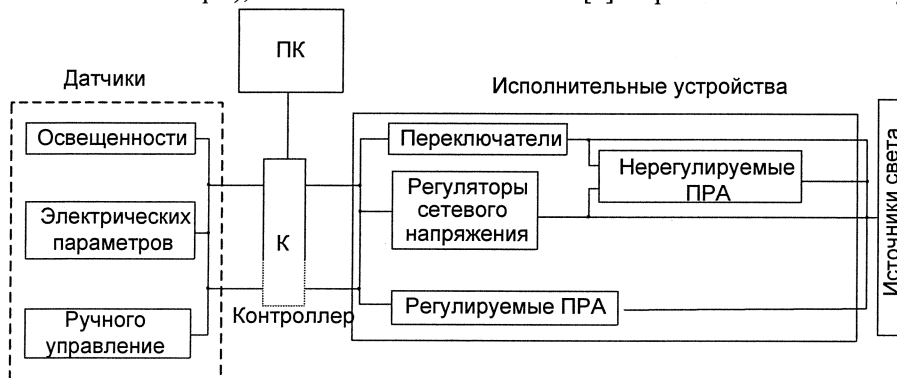 ПК
Датчики
Исполнительные устройства
Освещенности
Электрических
параметров
Ручного
управление
К
Контроллер
Переключатели
Регуляторы
сетевого
напряжения
Нерегулируемые
ПРА
Регулируемые ПРА
Источники света